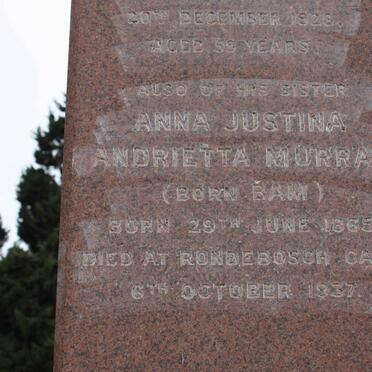 20TH DECEMBER 1928.
AGED 59 YEARS.
ALSO OF HIS SISTER
ANNA JUSTINA
ANDRIETTA MURRA
(BORN BAM)
BORN 29TH JUNE 1865
DIED AT RONDEBOSCH CA
6TH OCTOBER 1937.